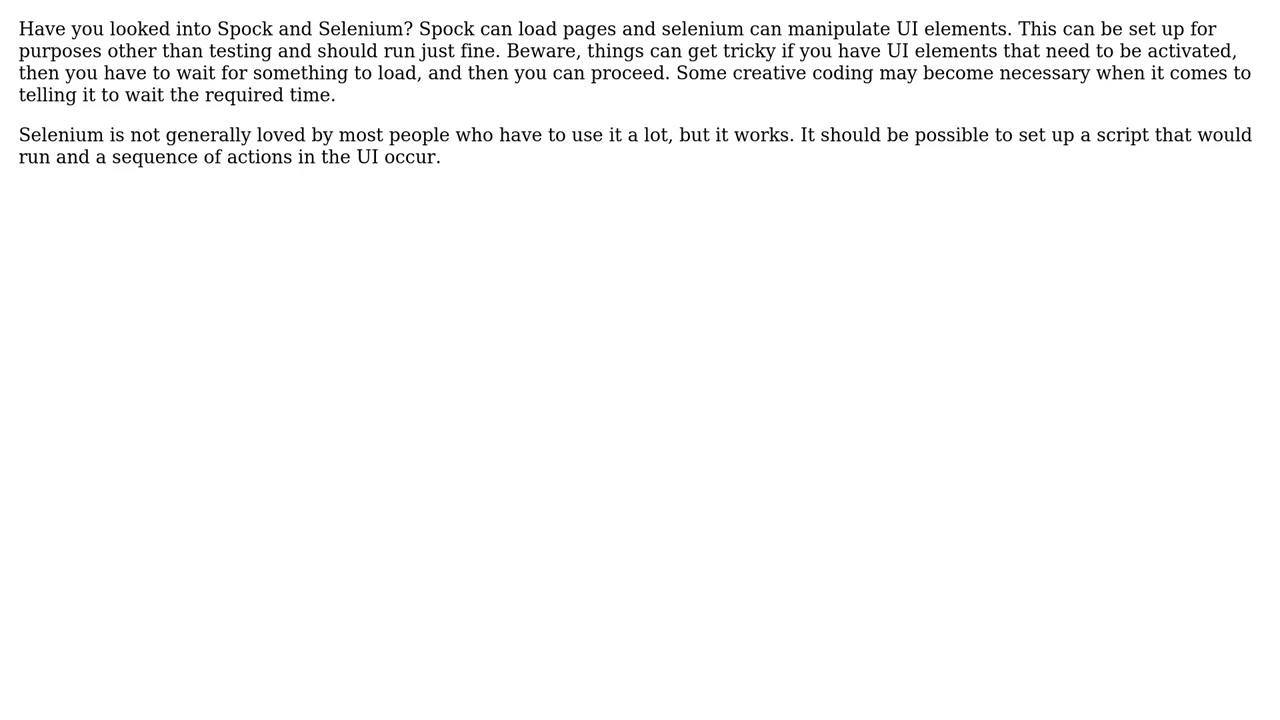 Have you looked into Spock and Selenium? Spock can load pages and selenium can manipulate UI elements. This can be set up for
purposes other than testing and should run just fine. Beware, things can get tricky if you have UI elements that need to be activated,
then you have to wait for something to load, and then you can proceed. Some creative coding may become necessary when it comes to
telling it to wait the required time.
Selenium is not generally loved by most people who have to use it a lot, but it works. It should be possible to set up a script that would
run and a sequence of actions in the UI occur.